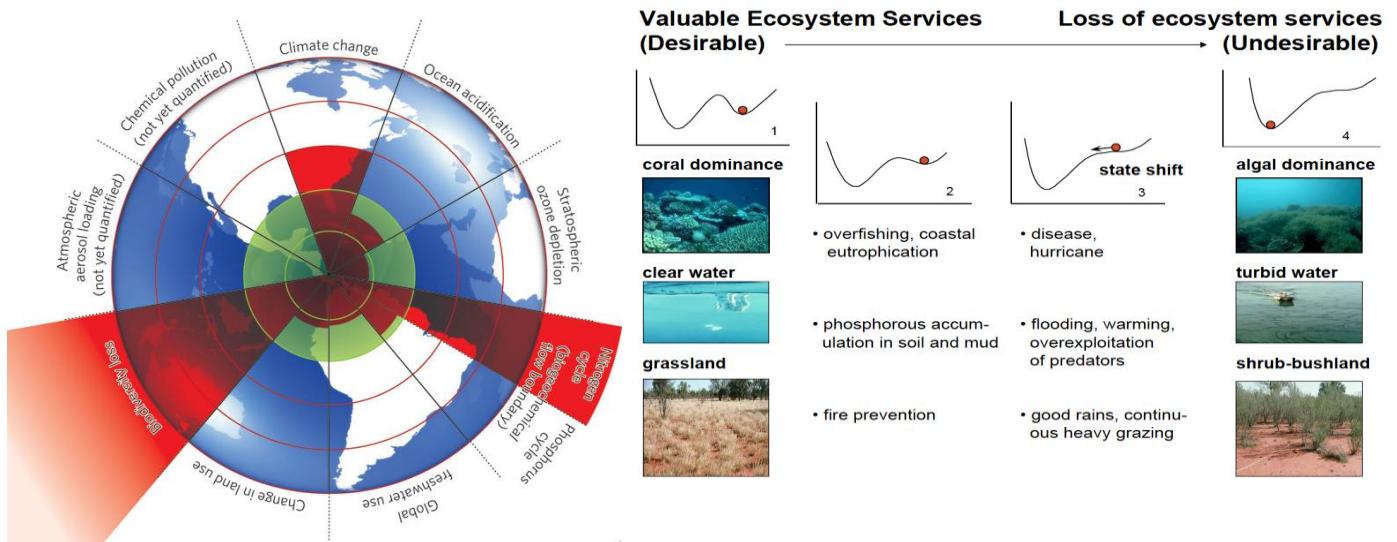 Climate change
Ocean acidification
Stratospheric
ozone depletion
Nitrogen
cycle
(biogeochemical
flow boundary)
Phosphorus
cycle
Global
freshwater use
Change in land use
Biodiversity loss
Atmospheric
aerosol loading
(not yet quantified)
Chemical pollution
(not yet quantified)
Valuable Ecosystem Services
(Desirable)
Loss of ecosystem services
(Undesirable)
1
coral dominance
clear water
grassland
2
• overfishing, coastal
eutrophication
• phosphorous accum-
ulation in soil and mud
• fire prevention
state shift
3
• disease,
hurricane
• flooding, warming,
overexploitation
of predators
• good rains, continu-
ous heavy grazing
4
algal dominance
turbid water
shrub-bushland